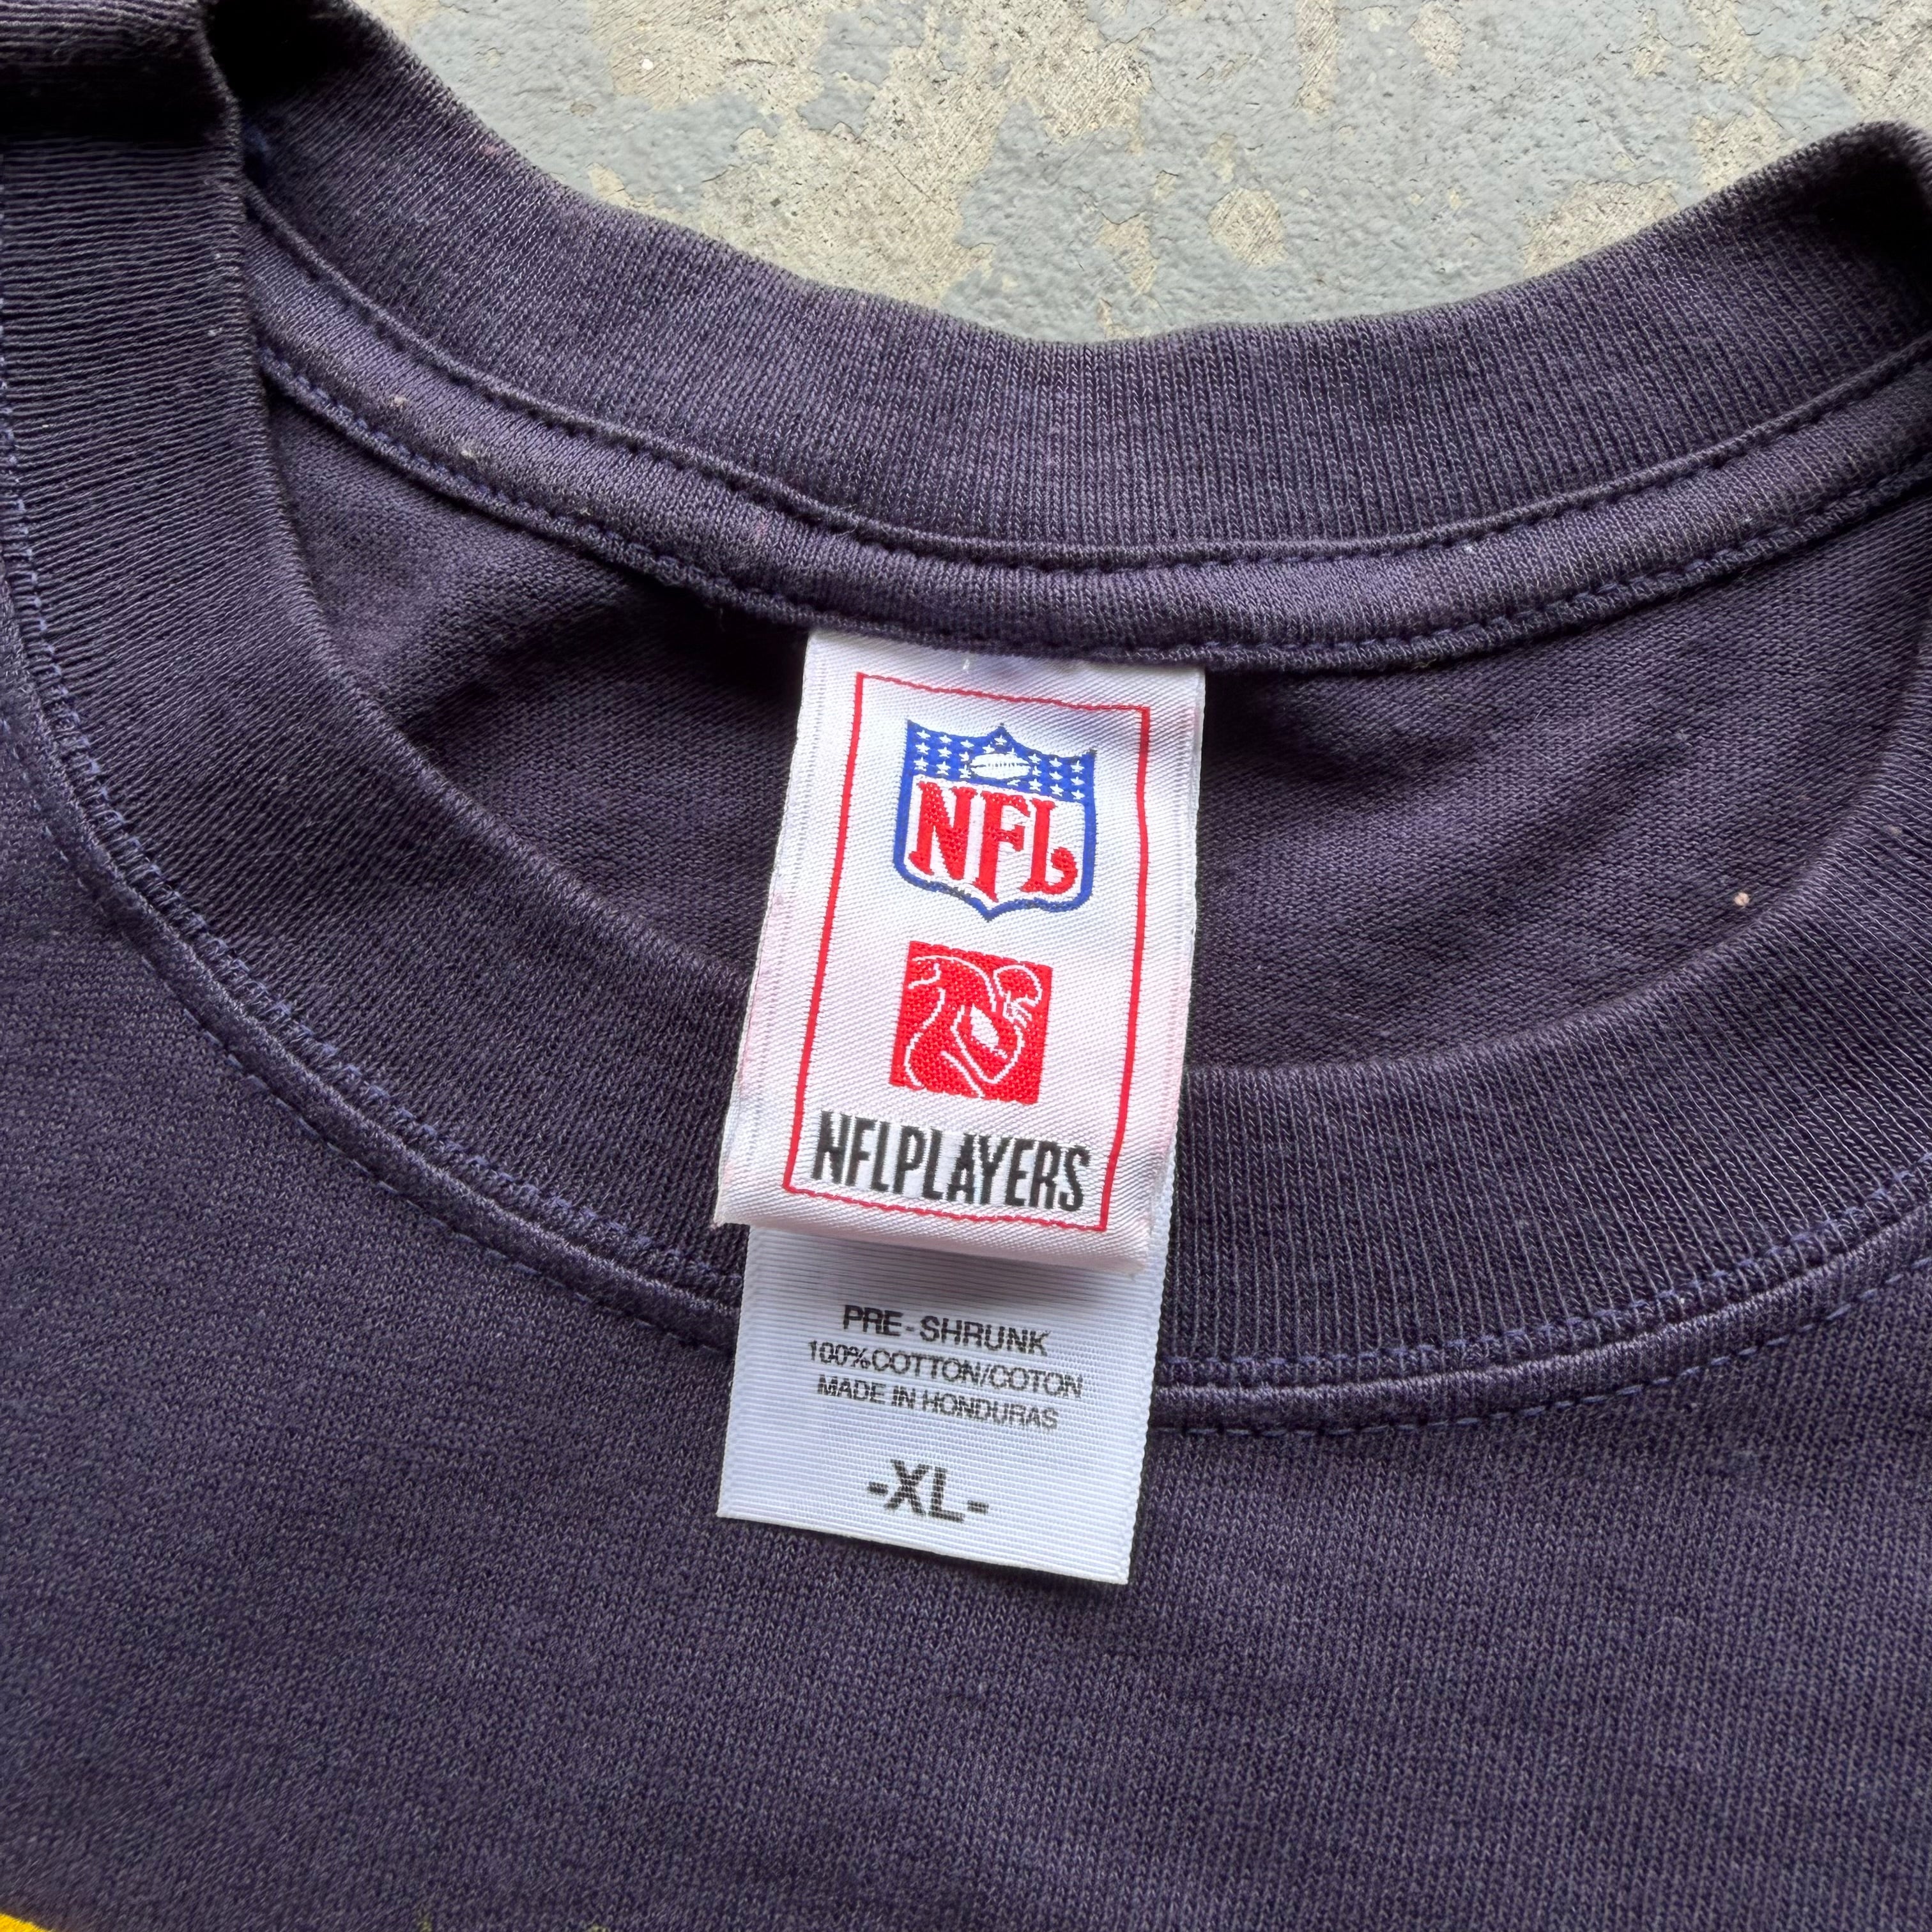 NFL
NFLPLAYERS
PRE-SHRUNK
100%COTTON/COTON
MADE IN HONDURAS
-XL-